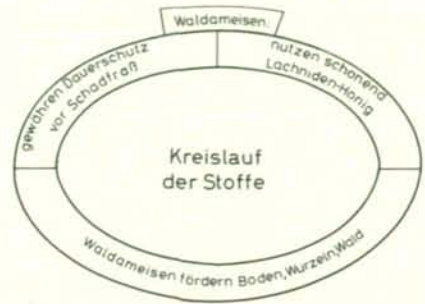 Waldameisen:
gewähren Dauerschutz
vor Schadfraß
nutzen schonend
Lachniden-Honig
Kreislauf
der Stoffe
Waldameisen fördern Boden, Wurzeln, Wald